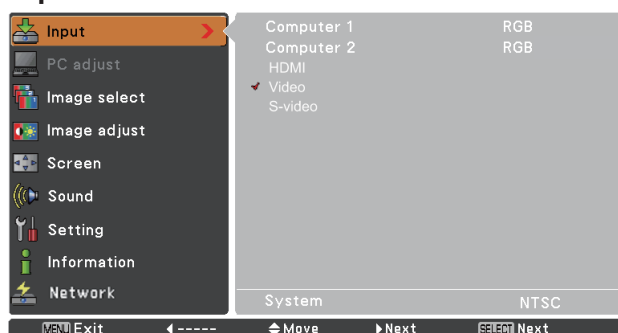 Input
PC adjust
Image select
Image adjust
Screen
Sound
Setting
Information
Network
Computer 1 RGB
Computer 2 RGB
HDMI
Video
S-video
System NTSC
MENU Exit ----- Move Next SELECT Next